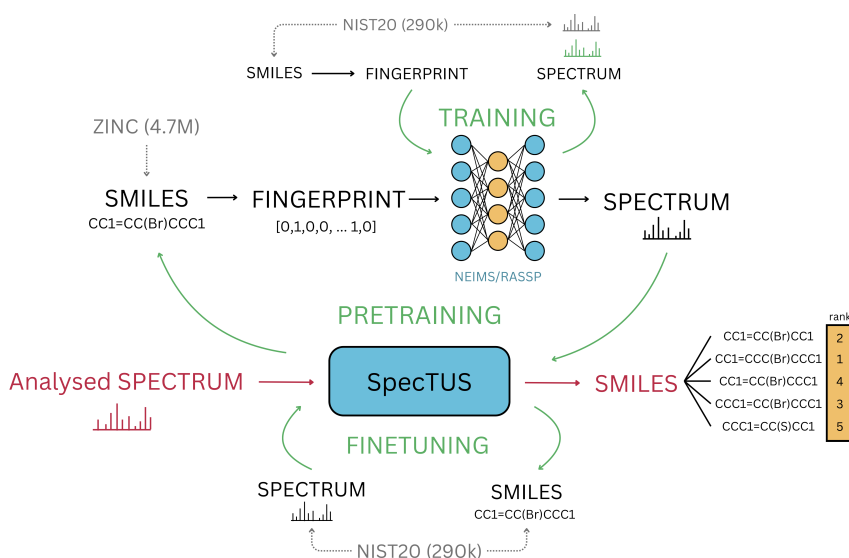 NIST20 (290k)
SMILES
FINGERPRINT
SPECTRUM
TRAINING
ZINC (4.7M)
SMILES
CC1=CC(Br)CCC1
FINGERPRINT
[0,1,0,0, ... 1,0]
SPECTRUM
NEIMS/RASSP
PRETRAINING
Analysed SPECTRUM
SpecTUS
SMILES
rank
CC1=CC(Br)CC1 2
CC1=CCC(Br)CCC1 1
CC1=CC(Br)CCC1 4
CCC1=CC(Br)CCC1 3
CCC1=CC(S)CC1 5
FINETUNING
SPECTRUM
SMILES
CC1=CC(Br)CCC1
NIST20 (290k)